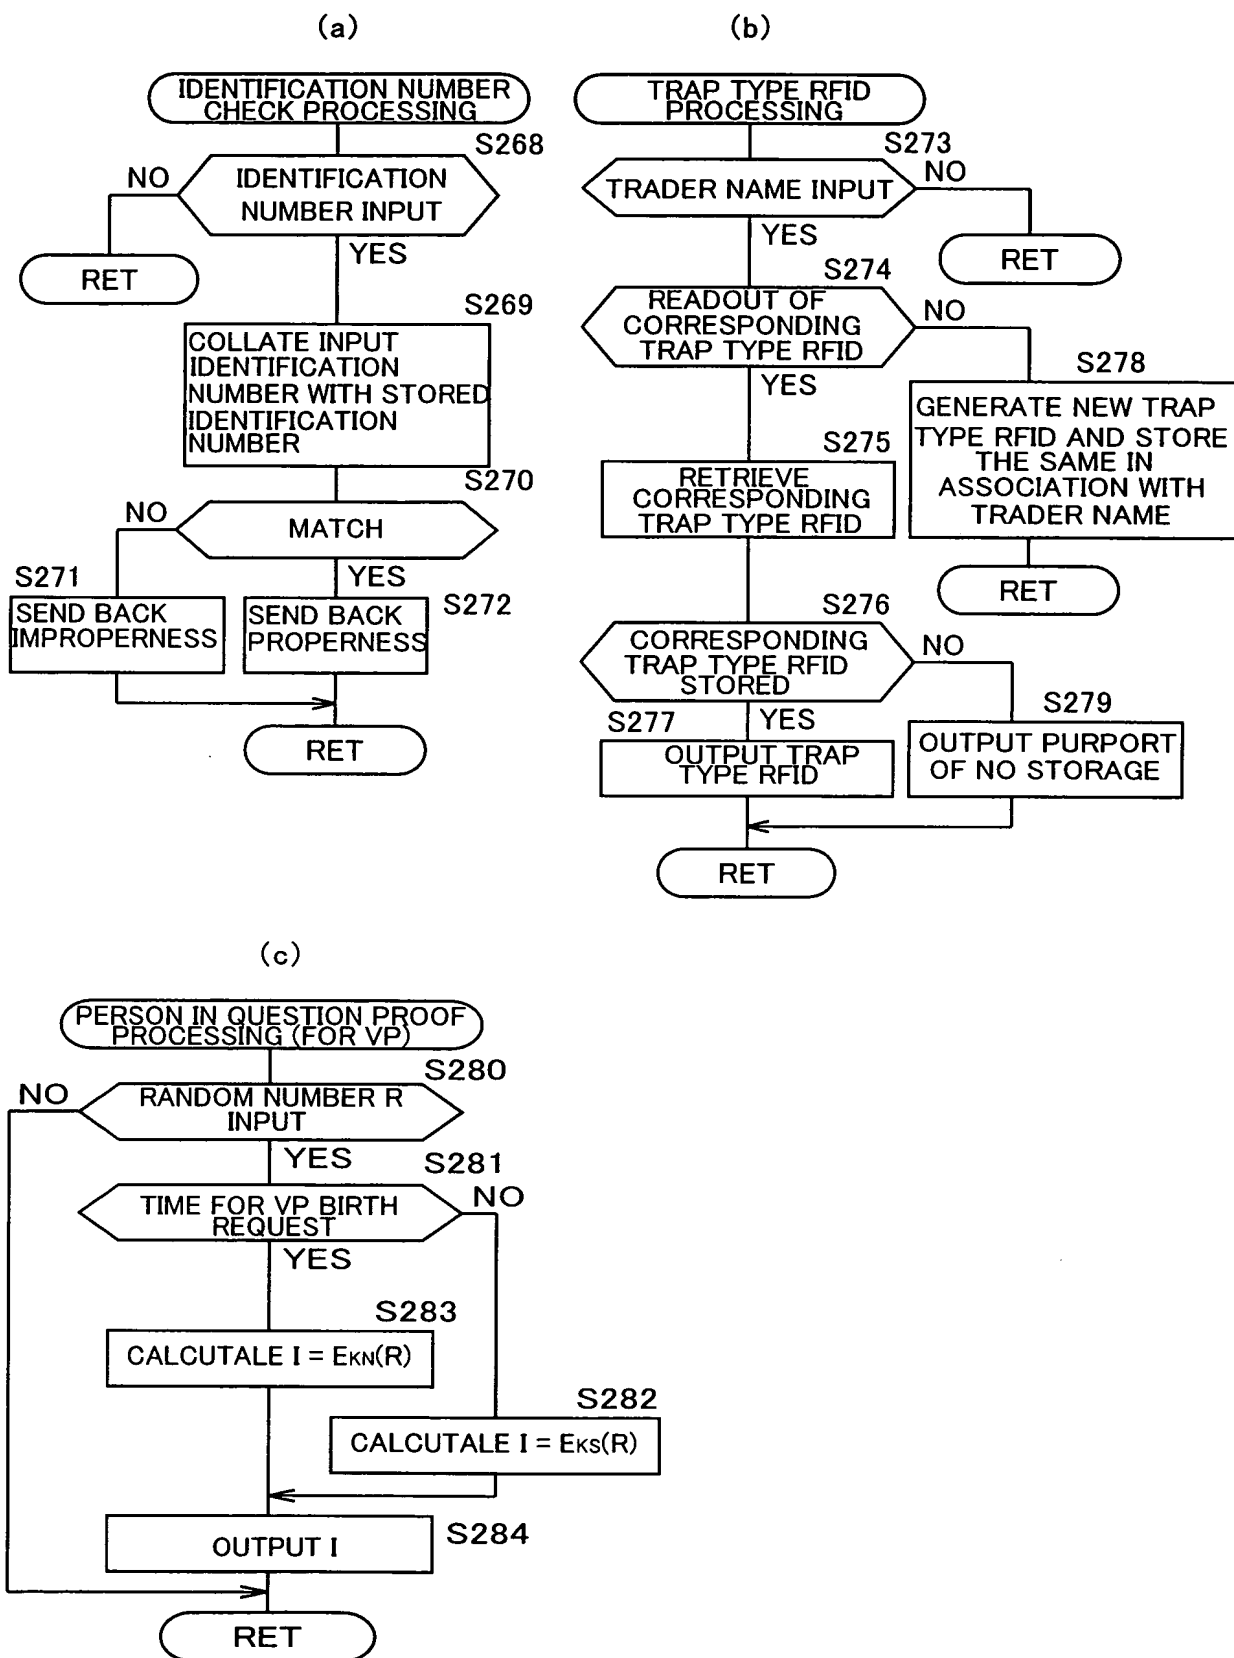 (a)
IDENTIFICATION NUMBER
CHECK PROCESSING
S268
NO
IDENTIFICATION
NUMBER INPUT
YES
RET
S269
COLLATE INPUT
IDENTIFICATION
NUMBER WITH STORED
IDENTIFICATION
NUMBER
S270
NO
MATCH
YES
S271
SEND BACK
IMPROPERNESS
S272
SEND BACK
PROPERNESS
RET
(b)
TRAP TYPE RFID
PROCESSING
S273
TRADER NAME INPUT
NO
YES
RET
S274
READOUT OF
CORRESPONDING
TRAP TYPE RFID
NO
YES
S278
GENERATE NEW TRAP
TYPE RFID AND STORE
THE SAME IN
ASSOCIATION WITH
TRADER NAME
RET
S275
RETRIEVE
CORRESPONDING
TRAP TYPE RFID
S276
CORRESPONDING
TRAP TYPE RFID
STORED
NO
YES
S277
OUTPUT TRAP
TYPE RFID
S279
OUTPUT PURPORT
OF NO STORAGE
RET
(c)
PERSON IN QUESTION PROOF
PROCESSING (FOR VP)
S280
NO
RANDOM NUMBER R
INPUT
YES
S281
TIME FOR VP BIRTH
REQUEST
NO
YES
S283
CALCUTALE I = EKN(R)
S282
CALCUTALE I = EKS(R)
S284
OUTPUT I
RET